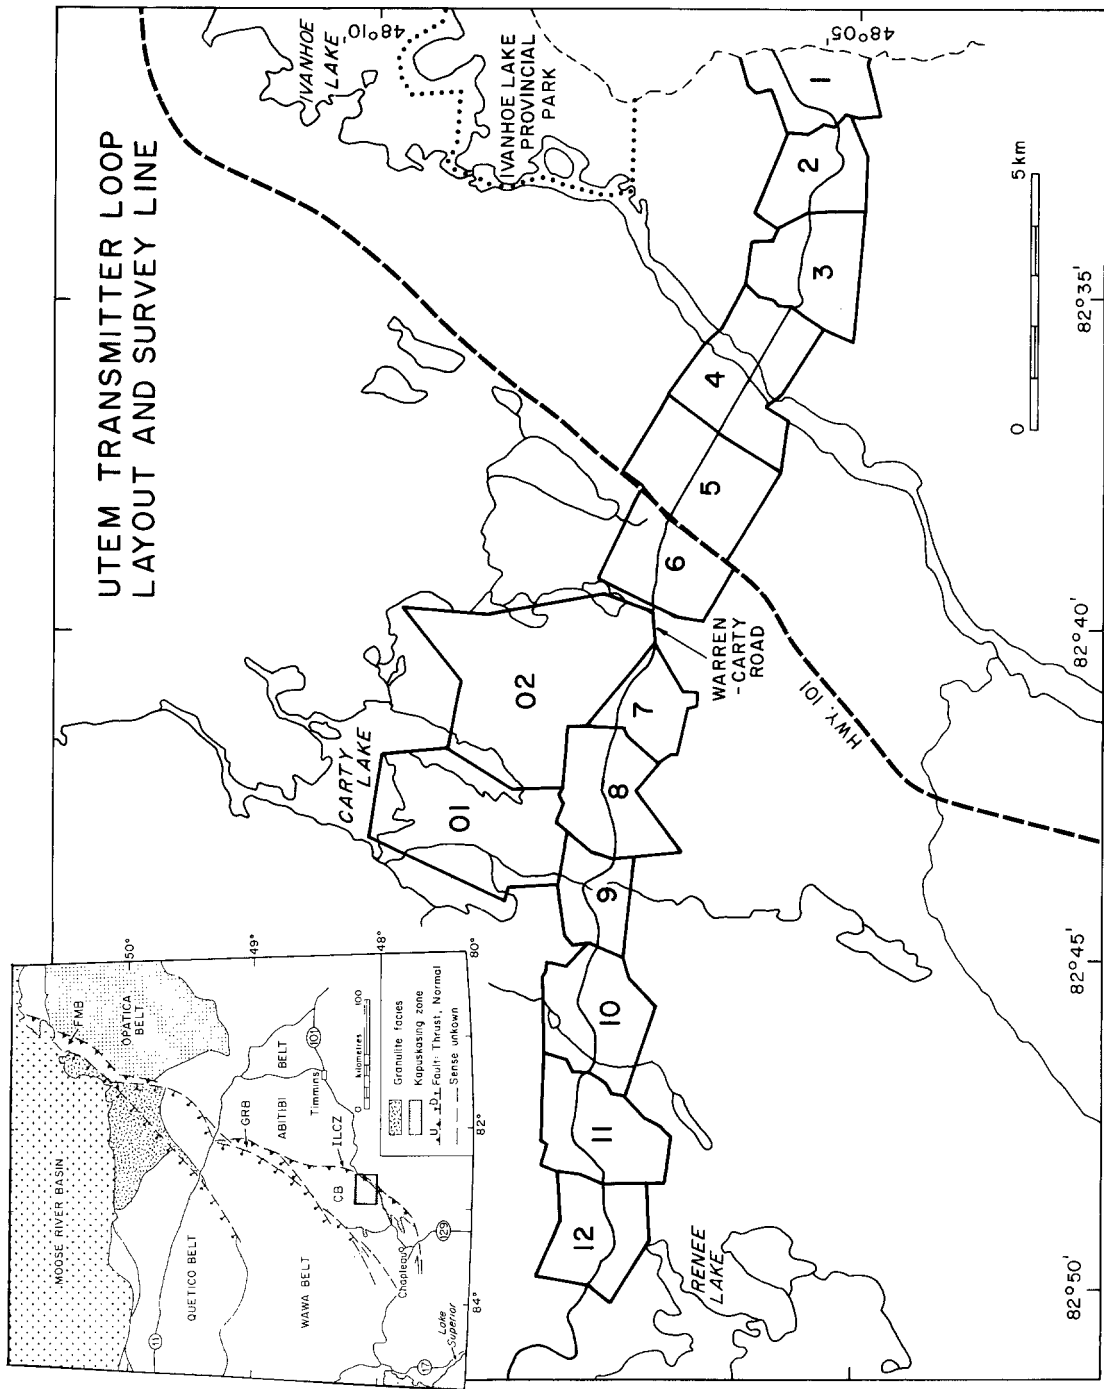 UTEM TRANSMITTER LOOP
LAYOUT AND SURVEY LINE
IVANHOE
LAKE
48°10'
IVANHOE LAKE
PROVINCIAL
PARK
48°05'
CARTY
LAKE
01
02
1
2
3
4
5
6
7
8
9
10
11
12
WARREN
-CARTY
ROAD
HWY. 101
RENEE
LAKE
0
5 km
82°50'
82°45'
82°40'
82°35'
MOOSE RIVER BASIN
FMB
OPATICA
BELT
50°
QUETICO BELT
11
GRB
49°
ABITIBI
BELT
WAWA BELT
Timmins
101
ILCZ
CB
48°
Chapleau
129
17
Lake
Superior
84°
82°
80°
0
kilometres
100
Granulite facies
Kapuskasing zone
U D Fault: Thrust, Normal
Sense unkown